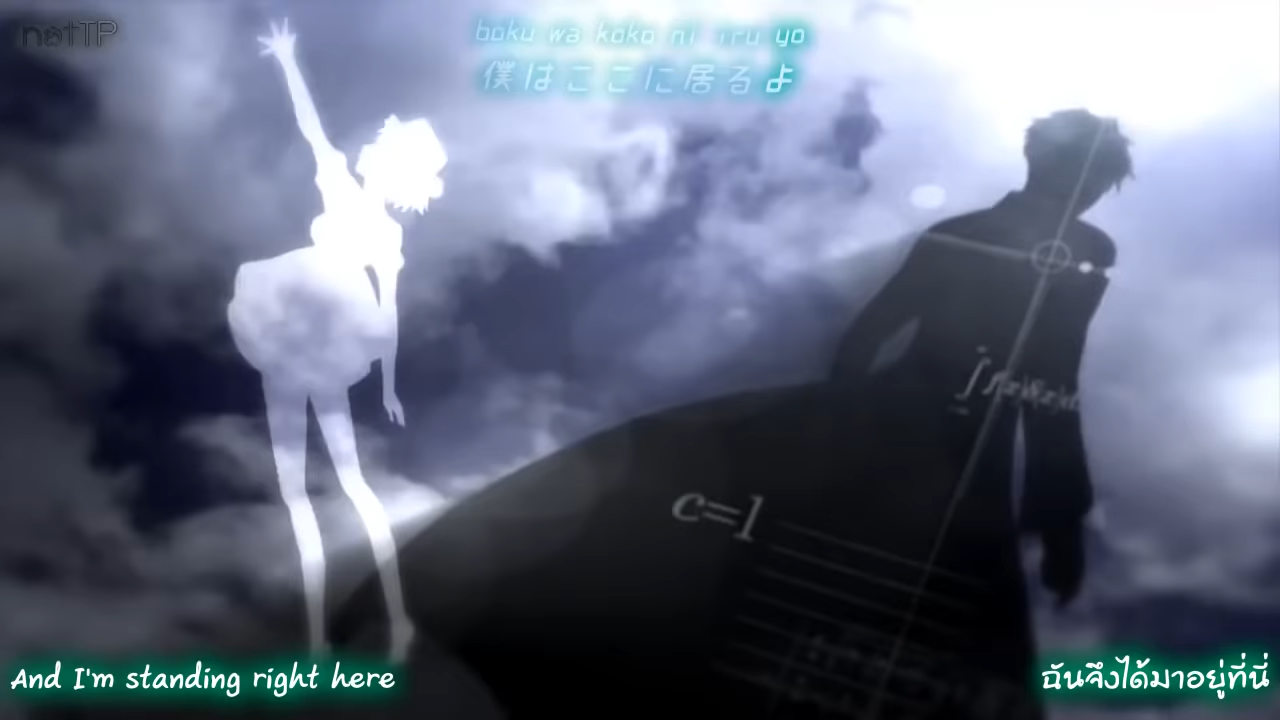 notTP
boku wa koko ni iru yo
僕はここに居るよ
c=1
And I'm standing right here
ฉันจึงได้มาอยู่ที่นี่